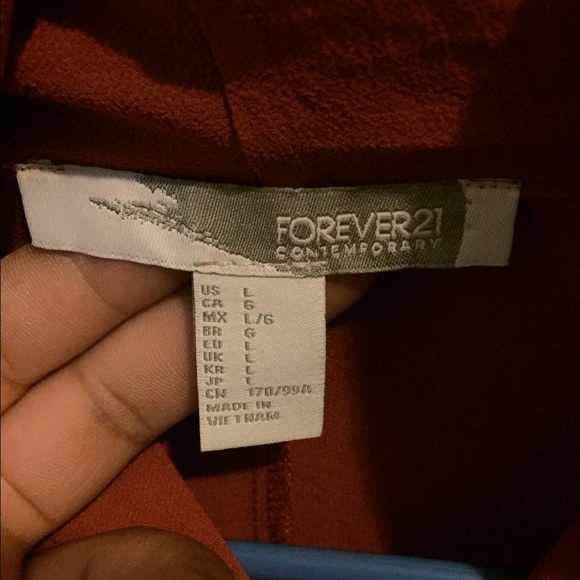 FOREVER21
CONTEMPORARY
US L
CA G
MX L/G
BR G
EU L
UK L
KR L
JP L
CN 170/99A
MADE IN
VIETNAM